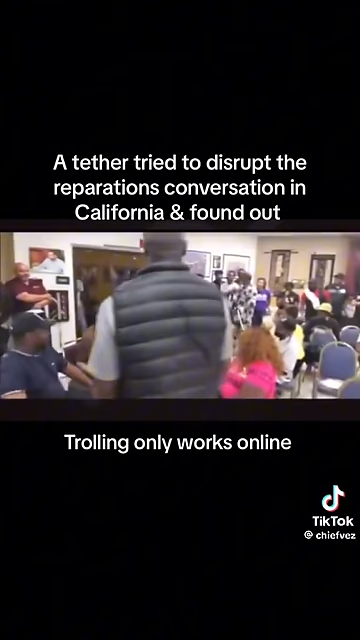 A tether tried to disrupt the
reparations conversation in
California & found out
Trolling only works online
TikTok
@ chiefvez